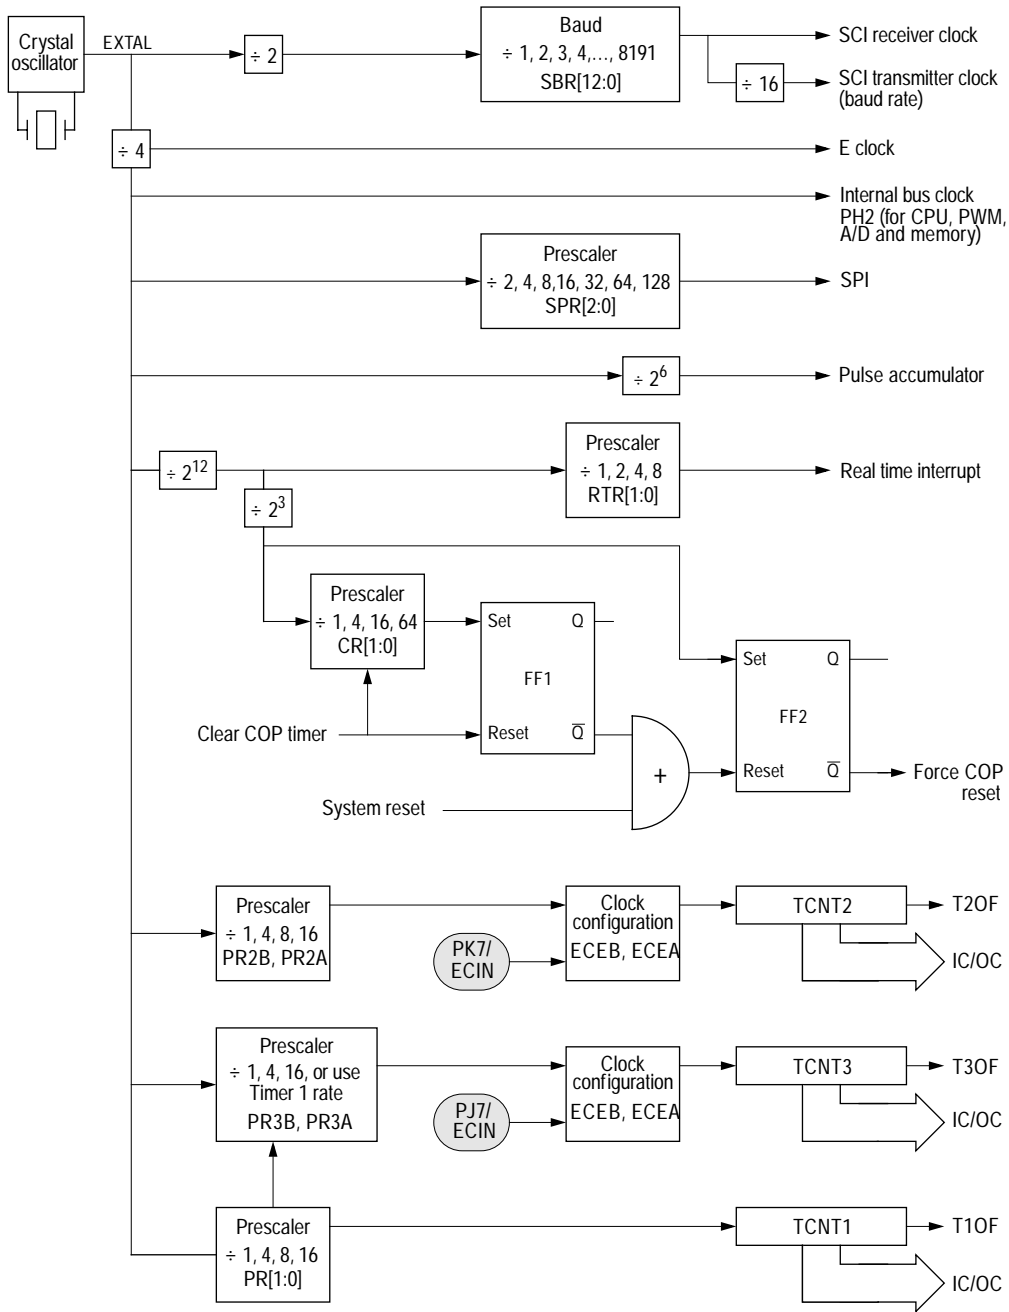 Crystal
oscillator
EXTAL
÷ 2
Baud
÷ 1, 2, 3, 4,…, 8191
SBR[12:0]
SCI receiver clock
÷ 16
SCI transmitter clock
(baud rate)
÷ 4
E clock
Internal bus clock
PH2 (for CPU, PWM,
A/D and memory)
Prescaler
÷ 2, 4, 8,16, 32, 64, 128
SPR[2:0]
SPI
÷ 2⁶
Pulse accumulator
÷ 2¹²
Prescaler
÷ 1, 2, 4, 8
RTR[1:0]
Real time interrupt
÷ 2³
Prescaler
÷ 1, 4, 16, 64
CR[1:0]
Set
Q
FF1
Reset
Q̅
Set
Q
FF2
Reset
Q̅
Clear COP timer
+
Force COP
reset
System reset
Prescaler
÷ 1, 4, 8, 16
PR2B, PR2A
PK7/
ECIN
Clock
configuration
ECEB, ECEA
TCNT2
T2OF
IC/OC
Prescaler
÷ 1, 4, 16, or use
Timer 1 rate
PR3B, PR3A
PJ7/
ECIN
Clock
configuration
ECEB, ECEA
TCNT3
T3OF
IC/OC
Prescaler
÷ 1, 4, 8, 16
PR[1:0]
TCNT1
T1OF
IC/OC